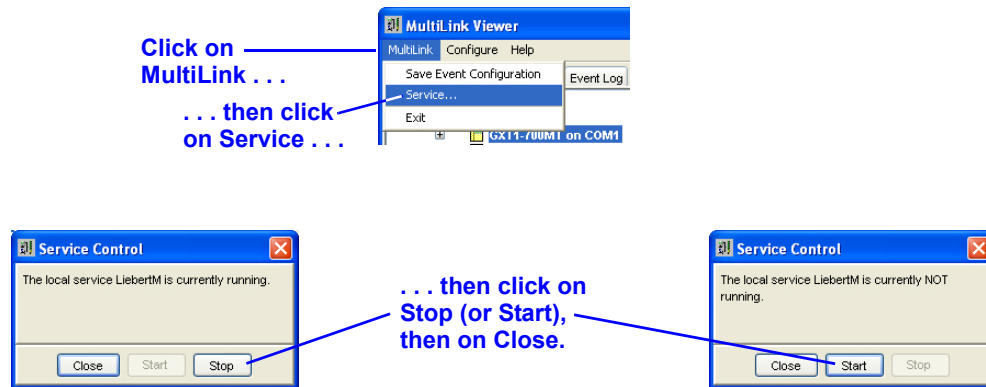 MultiLink Viewer
MultiLink Configure Help
Save Event Configuration
Event Log
Service...
Exit
GXT1-700MT on COM1
Click on
MultiLink . . .
. . . then click
on Service . . .
Service Control
The local service LiebertM is currently running.
Close Start Stop
. . . then click on
Stop (or Start),
then on Close.
Service Control
The local service LiebertM is currently NOT
running.
Close Start Stop